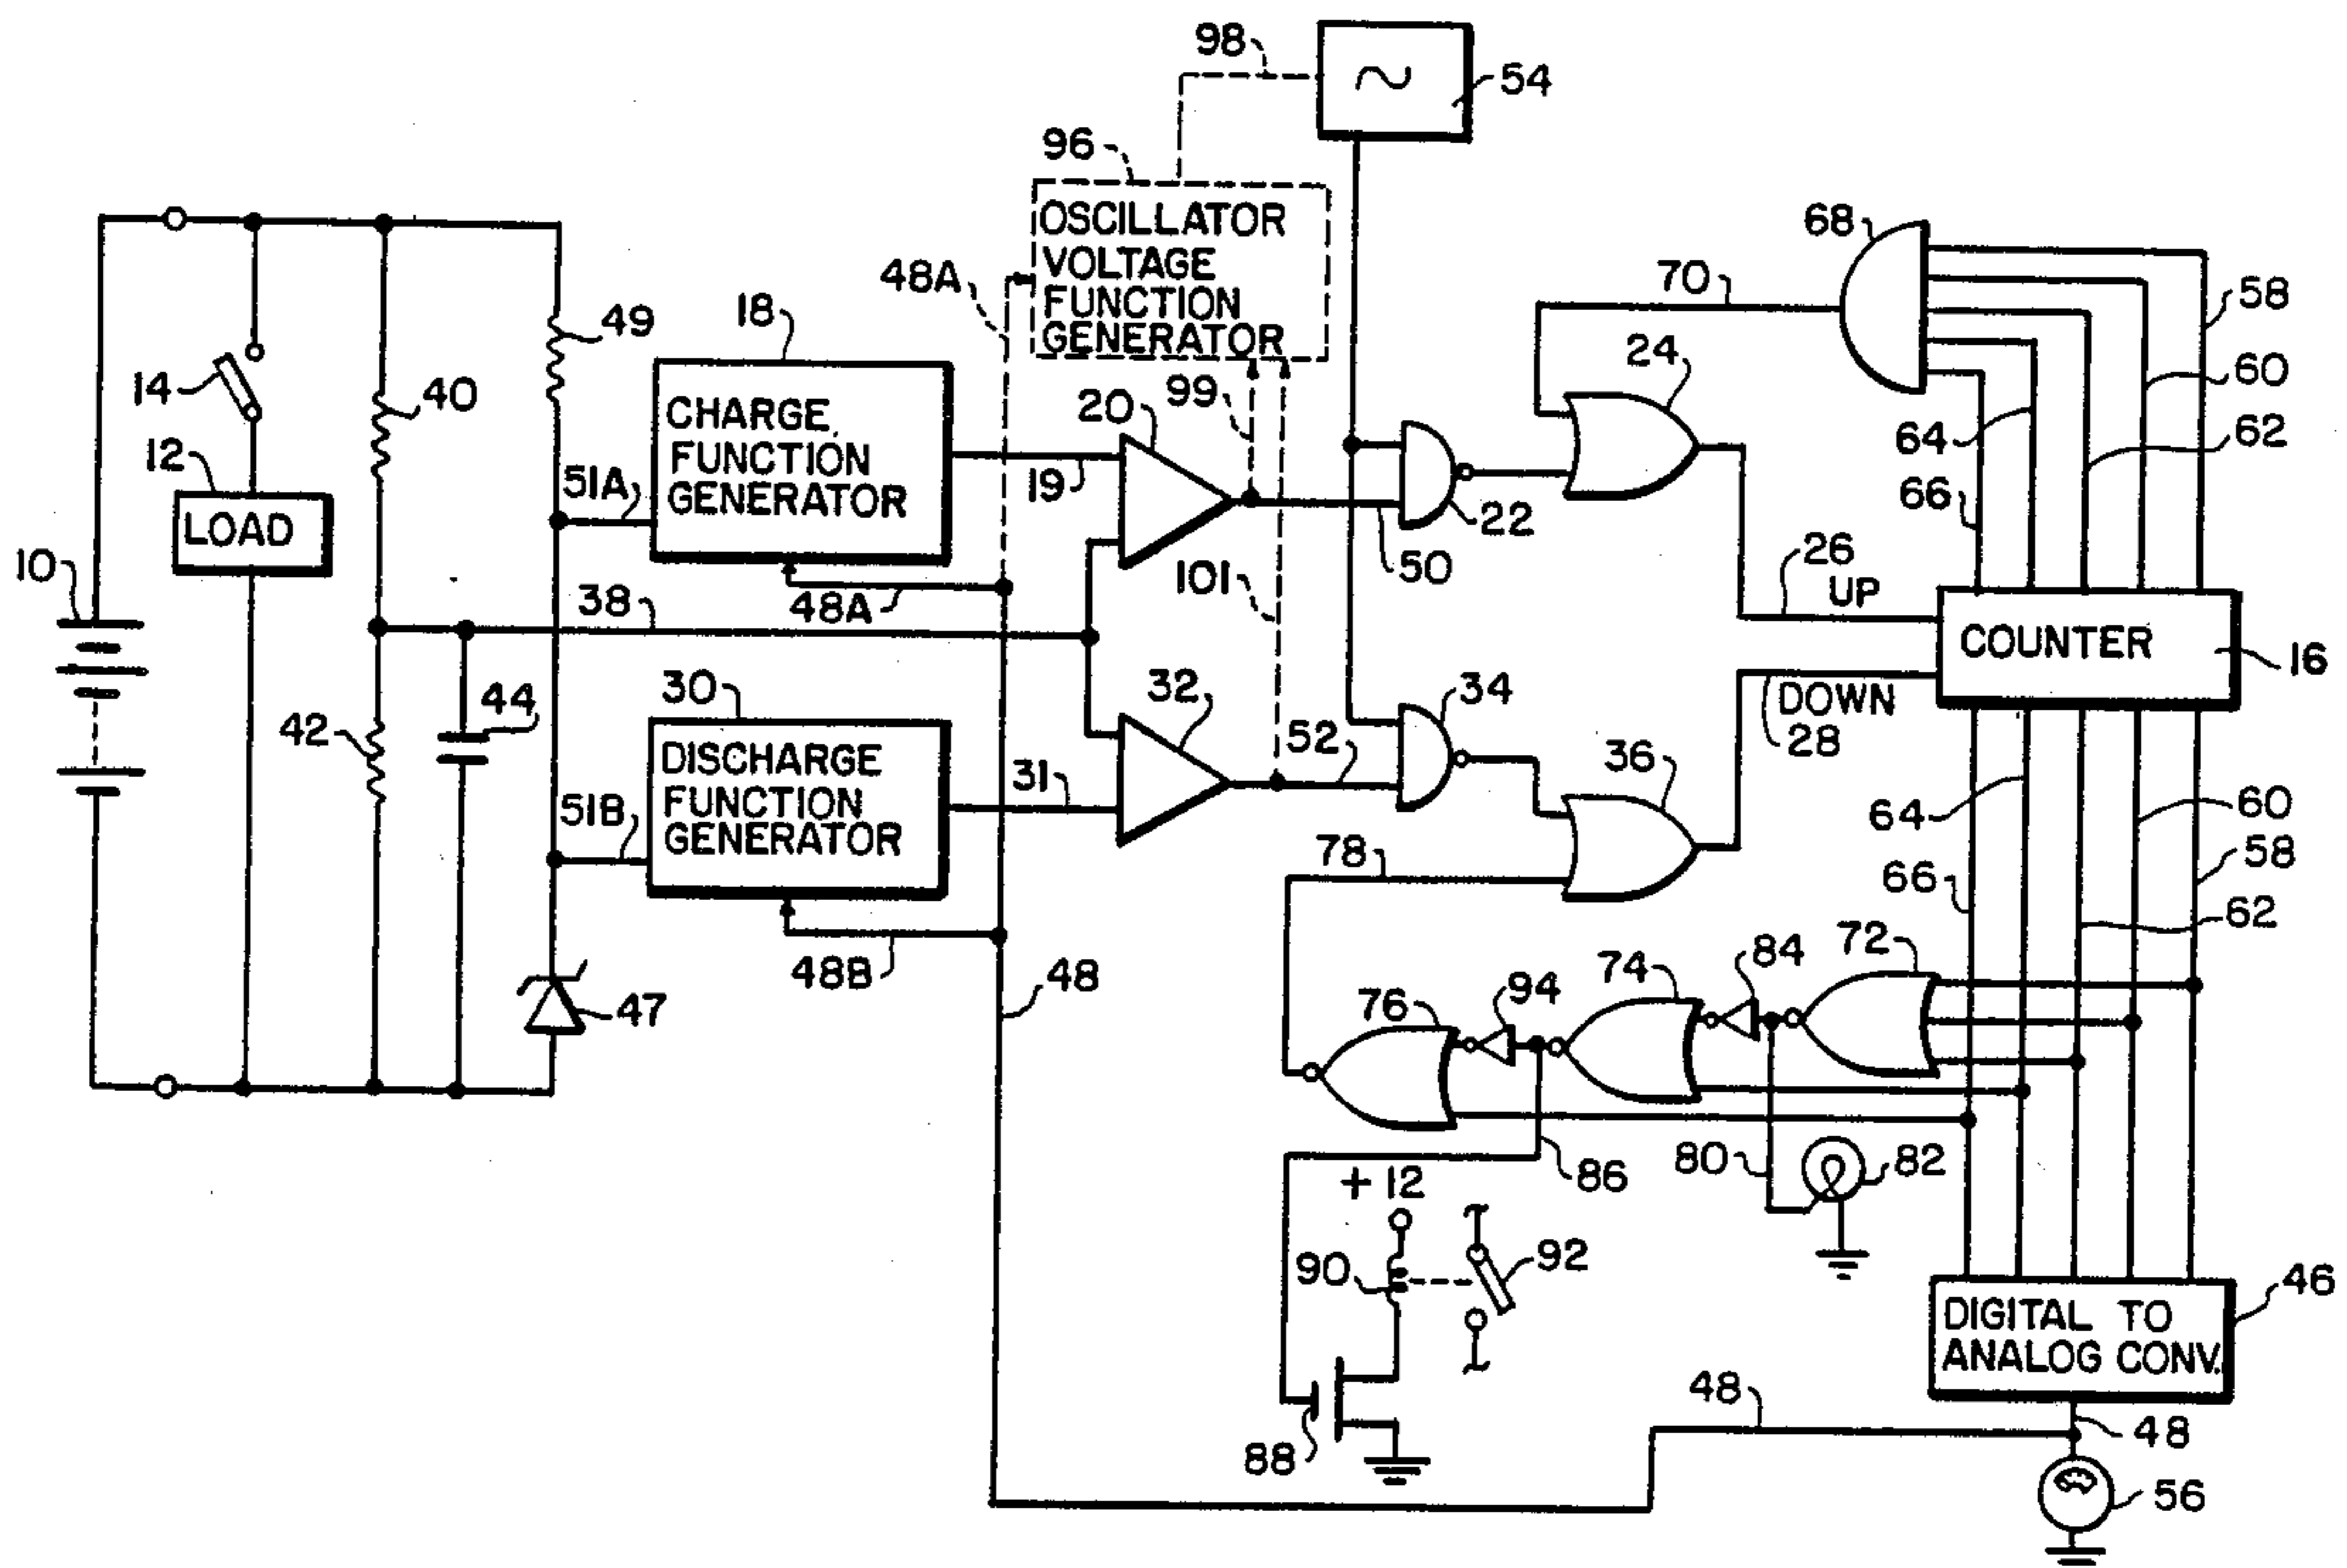 98
54
96
OSCILLATOR
VOLTAGE
FUNCTION
GENERATOR
68
70
58
48A
18
49
24
60
14
40
CHARGE
FUNCTION
GENERATOR
20
99
64
62
12
51A
19
22
66
LOAD
50
10
101
26
UP
38
48A
COUNTER
16
30
32
34
DOWN
28
44
42
DISCHARGE
FUNCTION
GENERATOR
31
52
36
64
60
51B
78
58
66
62
48B
48
47
76
94
74
84
72
80
82
86
+ 12
90
92
46
DIGITAL TO
ANALOG CONV.
48
48
88
56